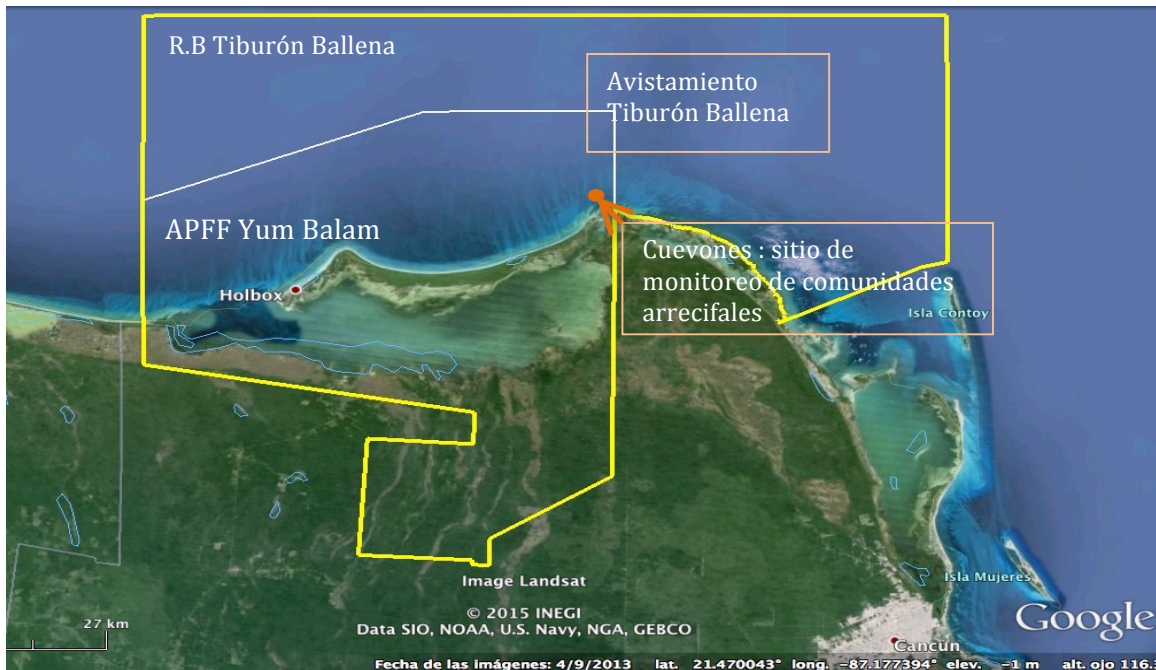 R.B Tiburón Ballena
Avistamiento
Tiburón Ballena
APFF Yum Balam
Cuevones : sitio de
monitoreo de comunidades
arrecifales
Holbox
Isla Contoy
Image Landsat
Isla Mujeres
© 2015 INEGI
Data SIO, NOAA, U.S. Navy, NGA, GEBCO
Google
27 km
Cancún
Fecha de las imágenes: 4/9/2013 lat. 21.470043° long. -87.177394° elev. -1 m alt. ojo 116.